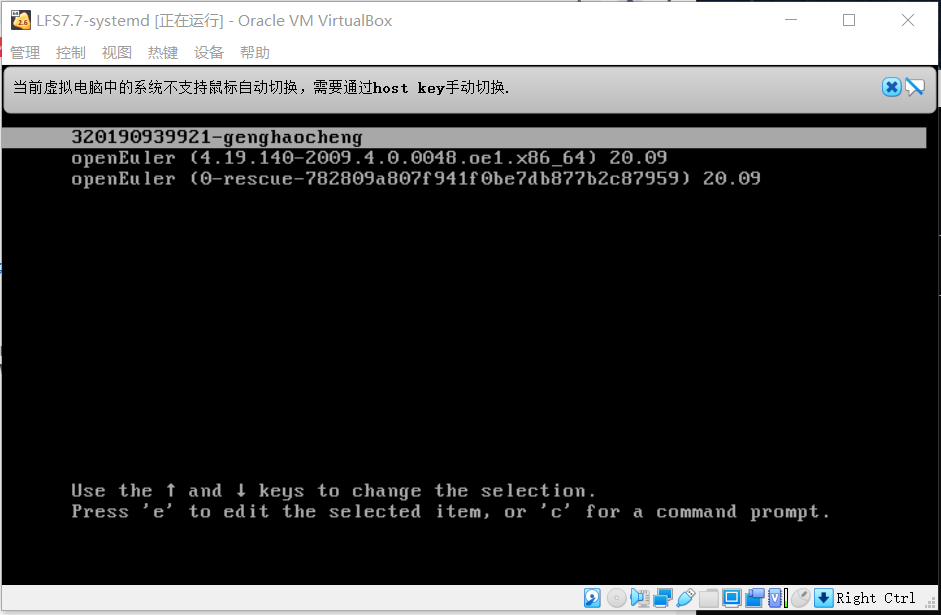 LFS7.7-systemd [正在运行] - Oracle VM VirtualBox
管理 控制 视图 热键 设备 帮助
当前虚拟电脑中的系统不支持鼠标自动切换，需要通过host key手动切换.
320190939921-genghaocheng
openEuler (4.19.140-2009.4.0.0048.oe1.x86_64) 20.09
openEuler (0-rescue-782809a807f941f0be7db877b2c87959) 20.09
Use the ↑ and ↓ keys to change the selection.
Press 'e' to edit the selected item, or 'c' for a command prompt.
Right Ctrl